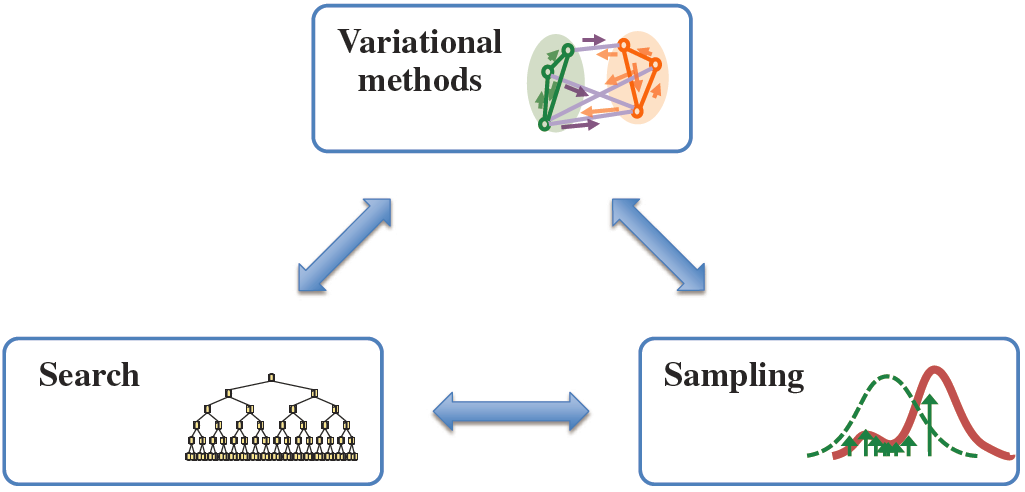 Variational
methods
Search
Sampling